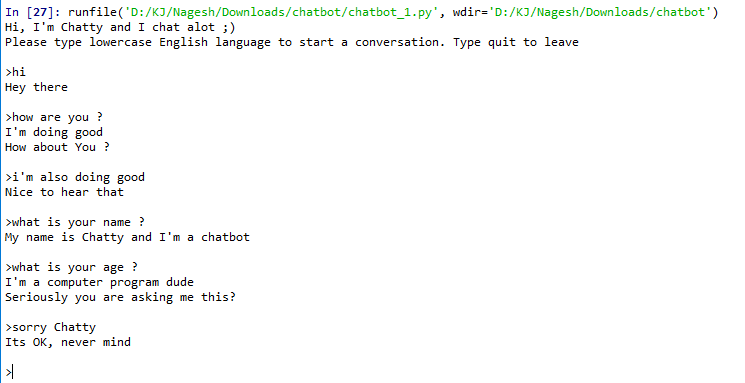 In [27]: runfile('D:/KJ/Nagesh/Downloads/chatbot/chatbot_1.py', wdir='D:/KJ/Nagesh/Downloads/chatbot')
Hi, I'm Chatty and I chat alot ;)
Please type lowercase English language to start a conversation. Type quit to leave
>hi
Hey there
>how are you ?
I'm doing good
How about You ?
>i'm also doing good
Nice to hear that
>what is your name ?
My name is Chatty and I'm a chatbot
>what is your age ?
I'm a computer program dude
Seriously you are asking me this?
>sorry Chatty
Its OK, never mind
>